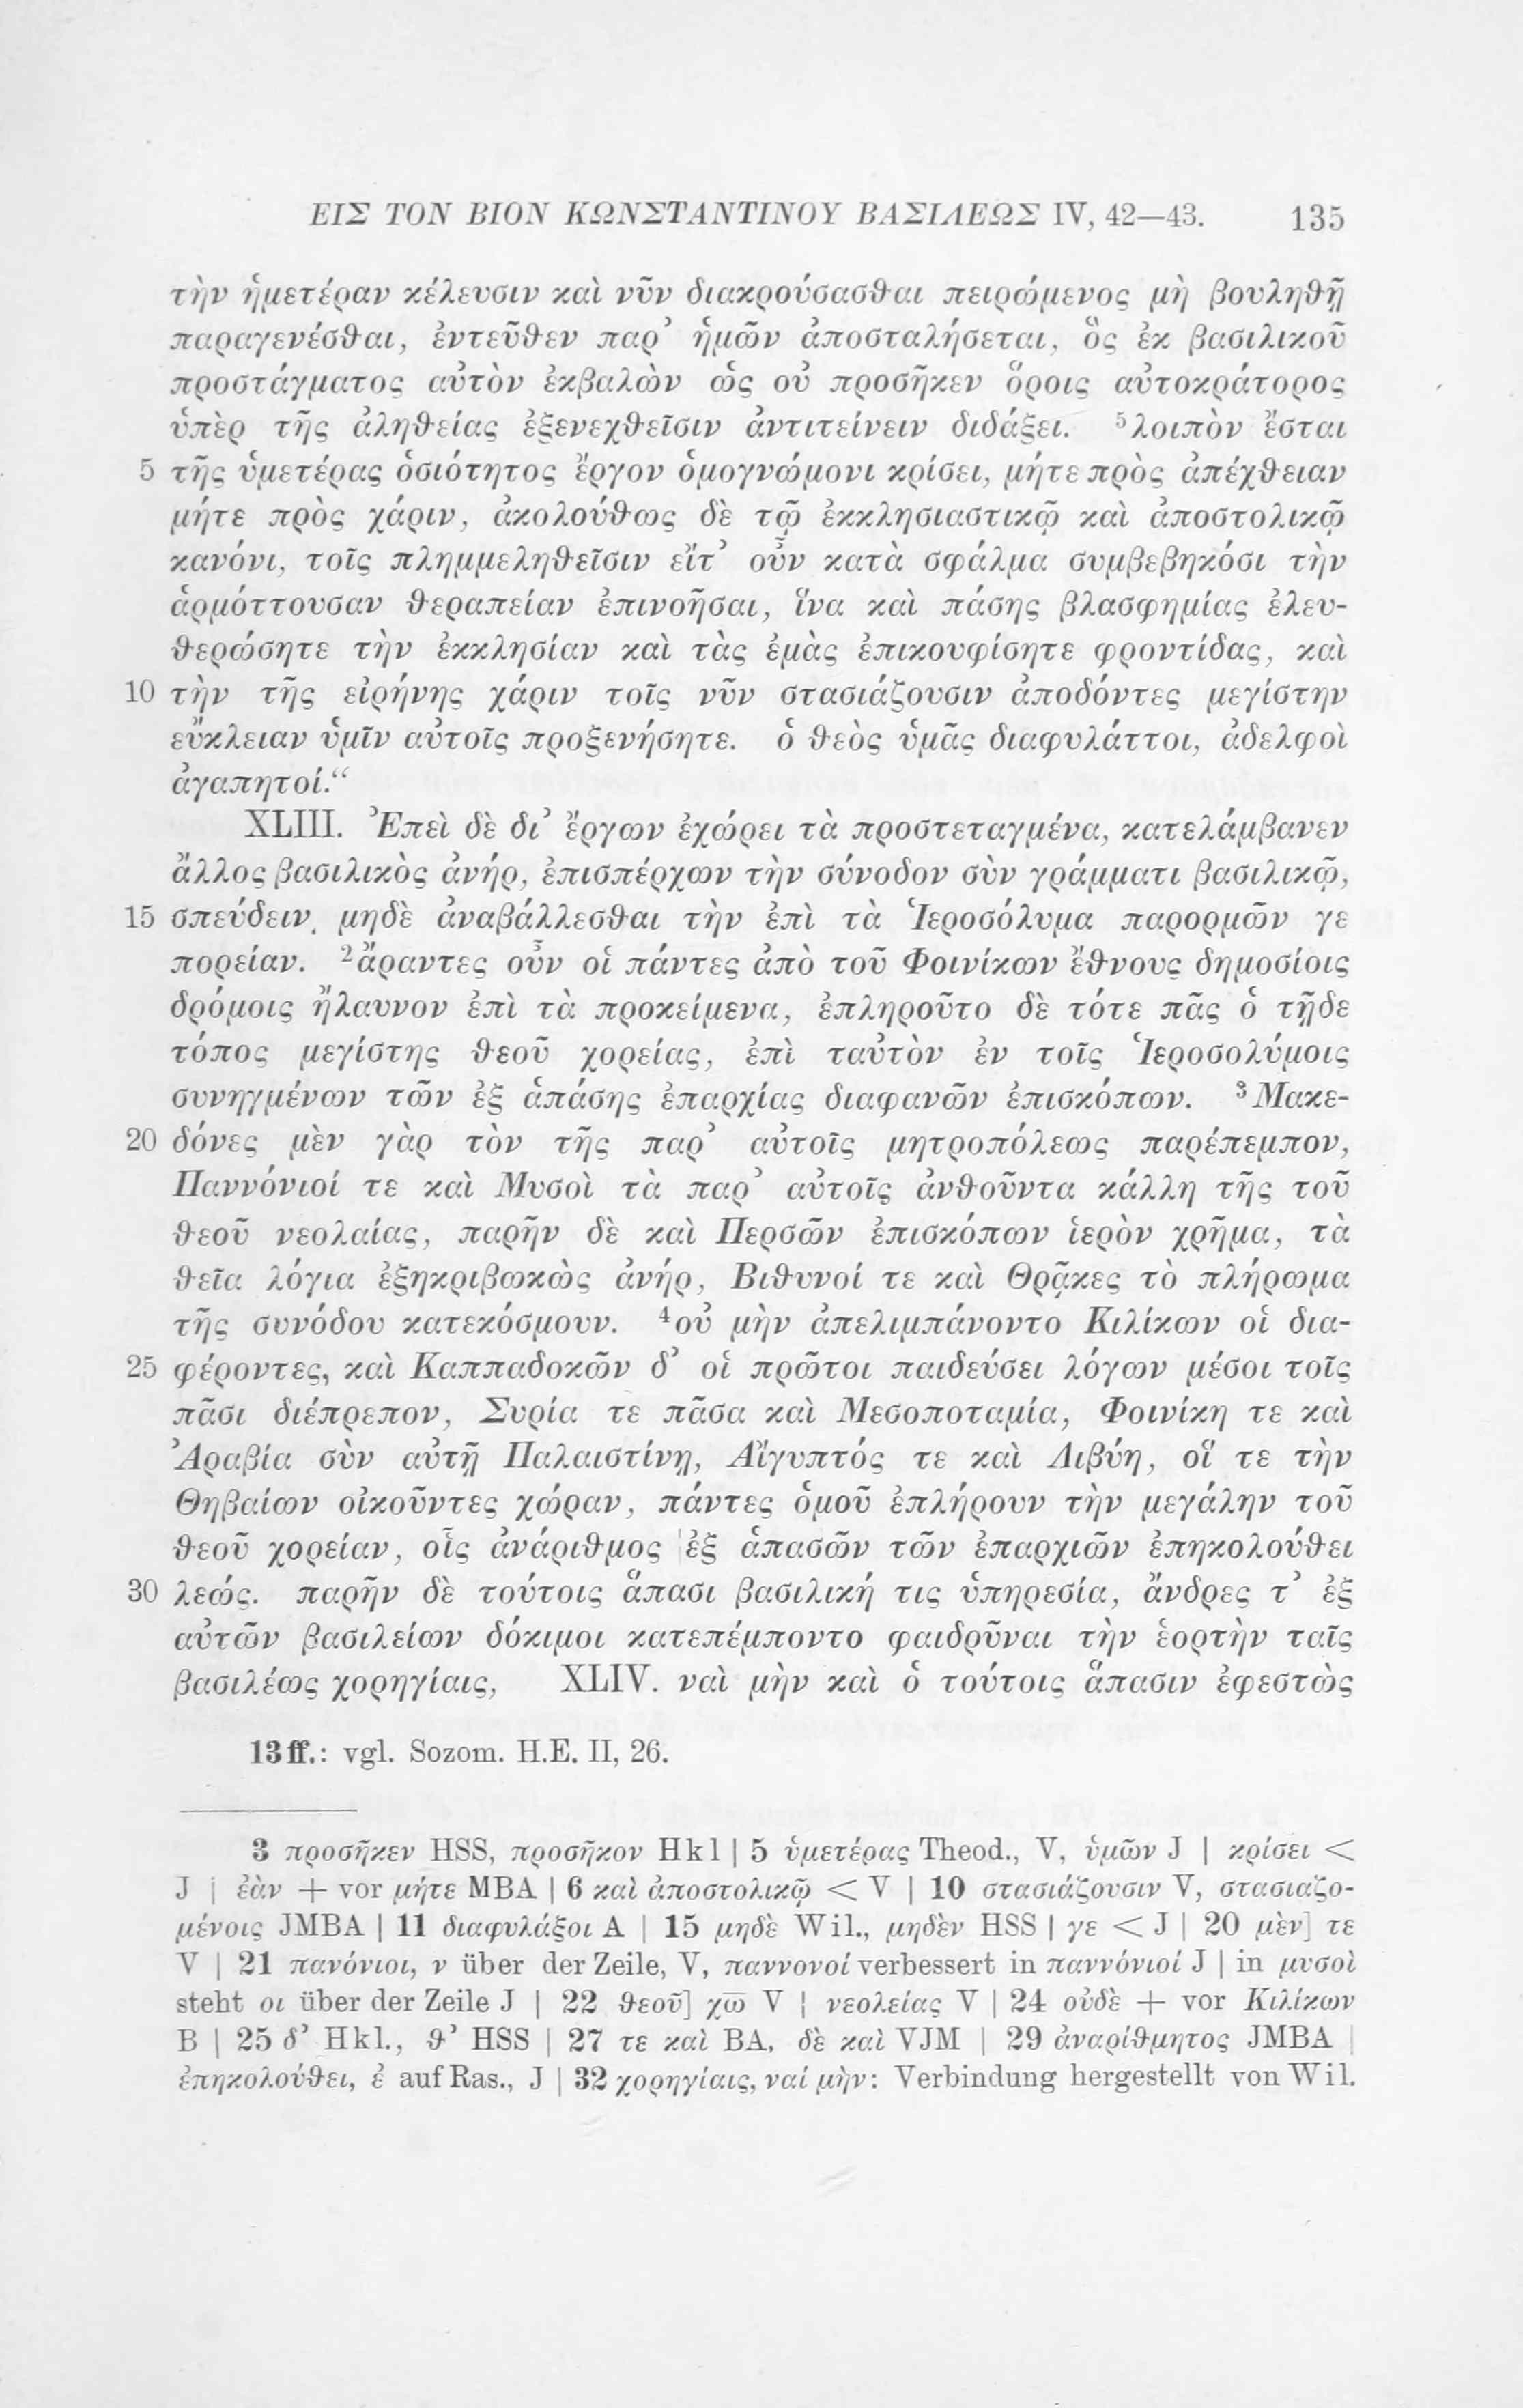 ΕΙΣ ΤΟΝ ΒΙΟΝ ΚΩΝΣΤΑΝΤΙΝΟΥ ΒΑΣΙΛΕΩΣ IV, 42—43. 135
τὴν ἡμετέραν κέλευσιν καὶ νῦν διακρούσασθαι πειρώμενος μὴ βουληθῇ
παραγενέσθαι, ἐντεῦθεν παρ’ ἡμῶν ἀποσταλήσεται, ὃς ἐκ βασιλικοῦ
προστάγματος αὐτὸν ἐκβαλὼν ὡς οὐ προσῆκεν ὅροις αὐτοκράτορος
ὑπὲρ τῆς ἀληθείας ἐξενεχθεῖσιν ἀντιτείνειν διδάξει. ⁵λοιπὸν ἔσται
5 τῆς ὑμετέρας ὁσιότητος ἔργον ὁμογνώμονι κρίσει, μήτε πρὸς ἀπέχθειαν
μήτε πρὸς χάριν, ἀκολούθως δὲ τῷ ἐκκλησιαστικῷ καὶ ἀποστολικῷ
κανόνι, τοῖς πλημμεληθεῖσιν εἴτ’ οὖν κατὰ σφάλμα συμβεβηκόσι τὴν
ἁρμόττουσαν θεραπείαν ἐπινοῆσαι, ἵνα καὶ πάσης βλασφημίας ἐλευ-
θερώσητε τὴν ἐκκλησίαν καὶ τὰς ἐμὰς ἐπικουφίσητε φροντίδας, καὶ
10 τὴν τῆς εἰρήνης χάριν τοῖς νῦν στασιάζουσιν ἀποδόντες μεγίστην
εὔκλειαν ὑμῖν αὐτοῖς προξενήσητε. ὁ θεὸς ὑμᾶς διαφυλάττοι, ἀδελφοὶ
ἀγαπητοί.“
XLIII. Ἐπεὶ δὲ δι’ ἔργων ἐχώρει τὰ προστεταγμένα, κατελάμβανεν
ἄλλος βασιλικὸς ἀνήρ, ἐπισπέρχων τὴν σύνοδον σὺν γράμματι βασιλικῷ,
15 σπεύδειν, μηδὲ ἀναβάλλεσθαι τὴν ἐπὶ τὰ Ἱεροσόλυμα παρορμῶν γε
πορείαν. ²ἄραντες οὖν οἱ πάντες ἀπὸ τοῦ Φοινίκων ἔθνους δημοσίοις
δρόμοις ἤλαυνον ἐπὶ τὰ προκείμενα, ἐπληροῦτο δὲ τότε πᾶς ὁ τῇδε
τόπος μεγίστης θεοῦ χορείας, ἐπὶ ταὐτὸν ἐν τοῖς Ἱεροσολύμοις
συνηγμένων τῶν ἐξ ἁπάσης ἐπαρχίας διαφανῶν ἐπισκόπων. ³Μακε-
20 δόνες μὲν γὰρ τὸν τῆς παρ’ αὐτοῖς μητροπόλεως παρέπεμπον,
Παννόνιοί τε καὶ Μυσοὶ τὰ παρ’ αὐτοῖς ἀνθοῦντα κάλλη τῆς τοῦ
θεοῦ νεολαίας, παρῆν δὲ καὶ Περσῶν ἐπισκόπων ἱερὸν χρῆμα, τὰ
θεῖα λόγια ἐξηκριβωκὼς ἀνήρ, Βιθυνοί τε καὶ Θρᾷκες τὸ πλήρωμα
τῆς συνόδου κατεκόσμουν. ⁴οὐ μὴν ἀπελιμπάνοντο Κιλίκων οἱ δια-
25 φέροντες, καὶ Καππαδοκῶν δ’ οἱ πρῶτοι παιδεύσει λόγων μέσοι τοῖς
πᾶσι διέπρεπον, Συρία τε πᾶσα καὶ Μεσοποταμία, Φοινίκη τε καὶ
Ἀραβία σὺν αὐτῇ Παλαιστίνῃ, Αἴγυπτός τε καὶ Λιβύη, οἵ τε τὴν
Θηβαίων οἰκοῦντες χώραν, πάντες ὁμοῦ ἐπλήρουν τὴν μεγάλην τοῦ
θεοῦ χορείαν, οἷς ἀνάριθμος ἐξ ἁπασῶν τῶν ἐπαρχιῶν ἐπηκολούθει
30 λεώς. παρῆν δὲ τούτοις ἅπασι βασιλική τις ὑπηρεσία, ἄνδρες τ’ ἐξ
αὐτῶν βασιλείων δόκιμοι κατεπέμποντο φαιδρῦναι τὴν ἑορτὴν ταῖς
βασιλέως χορηγίαις, XLIV. ναὶ μὴν καὶ ὁ τούτοις ἅπασιν ἐφεστὼς
13 ff.: vgl. Sozom. H.E. II, 26.
3 προσῆκεν HSS, προσῆκον Hkl | 5 ὑμετέρας Theod., V, ὑμῶν J | κρίσει <
J | ἐὰν + vor μήτε MBA | 6 καὶ ἀποστολικῷ < V | 10 στασιάζουσιν V, στασιαζο-
μένοις JMBA | 11 διαφυλάξοι A | 15 μηδὲ Wil., μηδὲν HSS | γε < J | 20 μὲν] τε
V | 21 πανόνιοι, ν über der Zeile, V, παννονοί verbessert in παννόνιοί J | in μυσοὶ
steht οι über der Zeile J | 22 θεοῦ] χω̅ V | νεολείας V | 24 οὐδὲ + vor Κιλίκων
B | 25 δ’ Hkl., θ’ HSS | 27 τε καὶ BA, δὲ καὶ VJM | 29 ἀναρίθμητος JMBA |
ἐπηκολούθει, ἐ auf Ras., J | 32 χορηγίαις, ναί μὴν: Verbindung hergestellt von Wil.